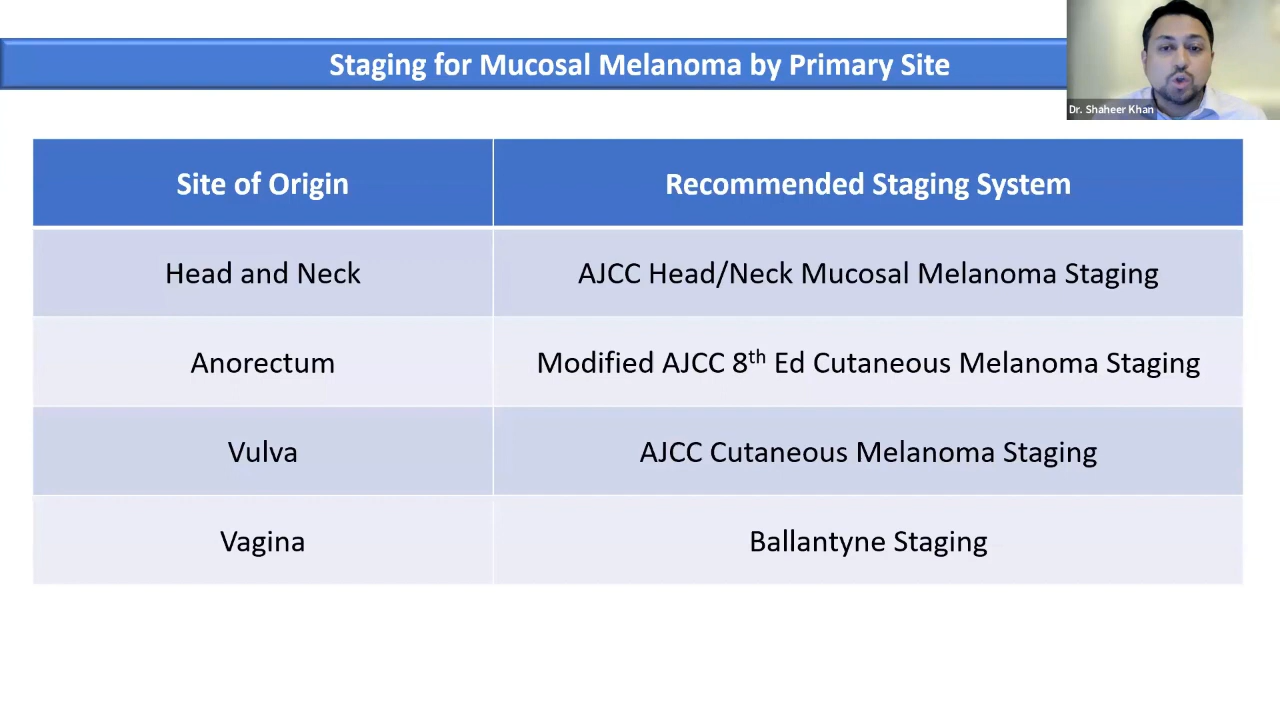 Staging for Mucosal Melanoma by Primary Site
Dr. Shaheer Khan
Site of Origin
Recommended Staging System
Head and Neck
AJCC Head/Neck Mucosal Melanoma Staging
Anorectum
Modified AJCC 8th Ed Cutaneous Melanoma Staging
Vulva
AJCC Cutaneous Melanoma Staging
Vagina
Ballantyne Staging